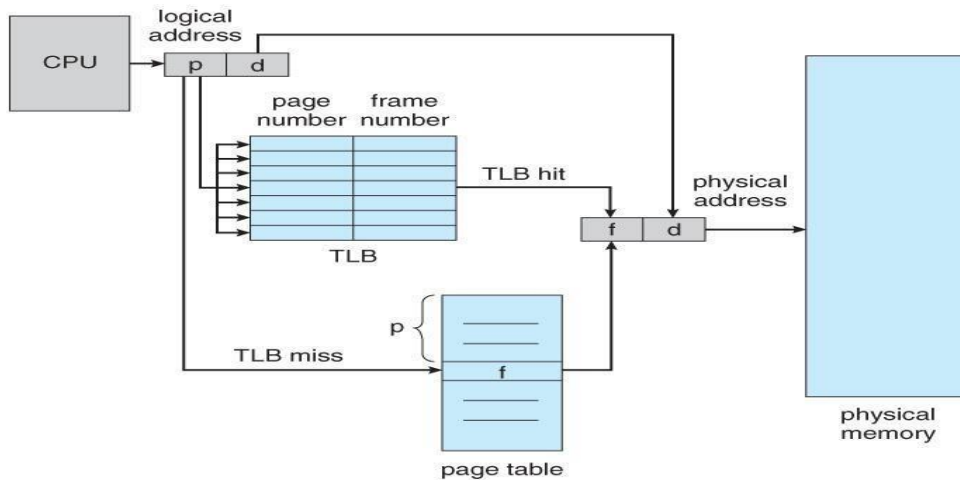 logical
address
CPU
p
d
page
number
frame
number
TLB hit
physical
address
f
d
TLB
p
TLB miss
f
page table
physical
memory